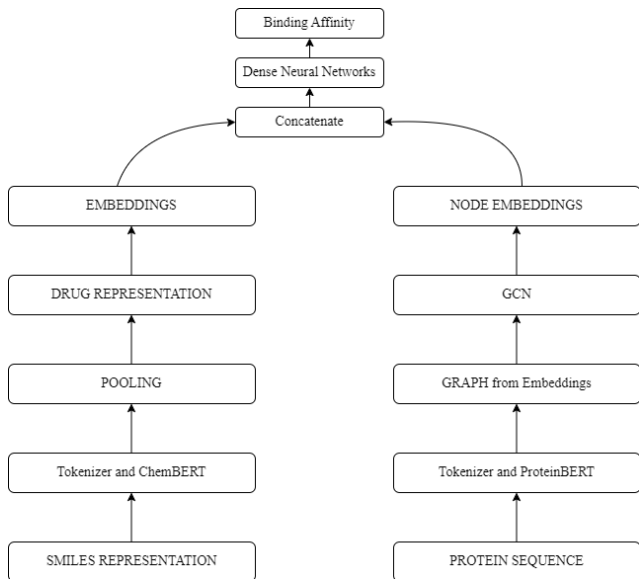 Binding Affinity
Dense Neural Networks
Concatenate
EMBEDDINGS
NODE EMBEDDINGS
DRUG REPRESENTATION
GCN
POOLING
GRAPH from Embeddings
Tokenizer and ChemBERT
Tokenizer and ProteinBERT
SMILES REPRESENTATION
PROTEIN SEQUENCE